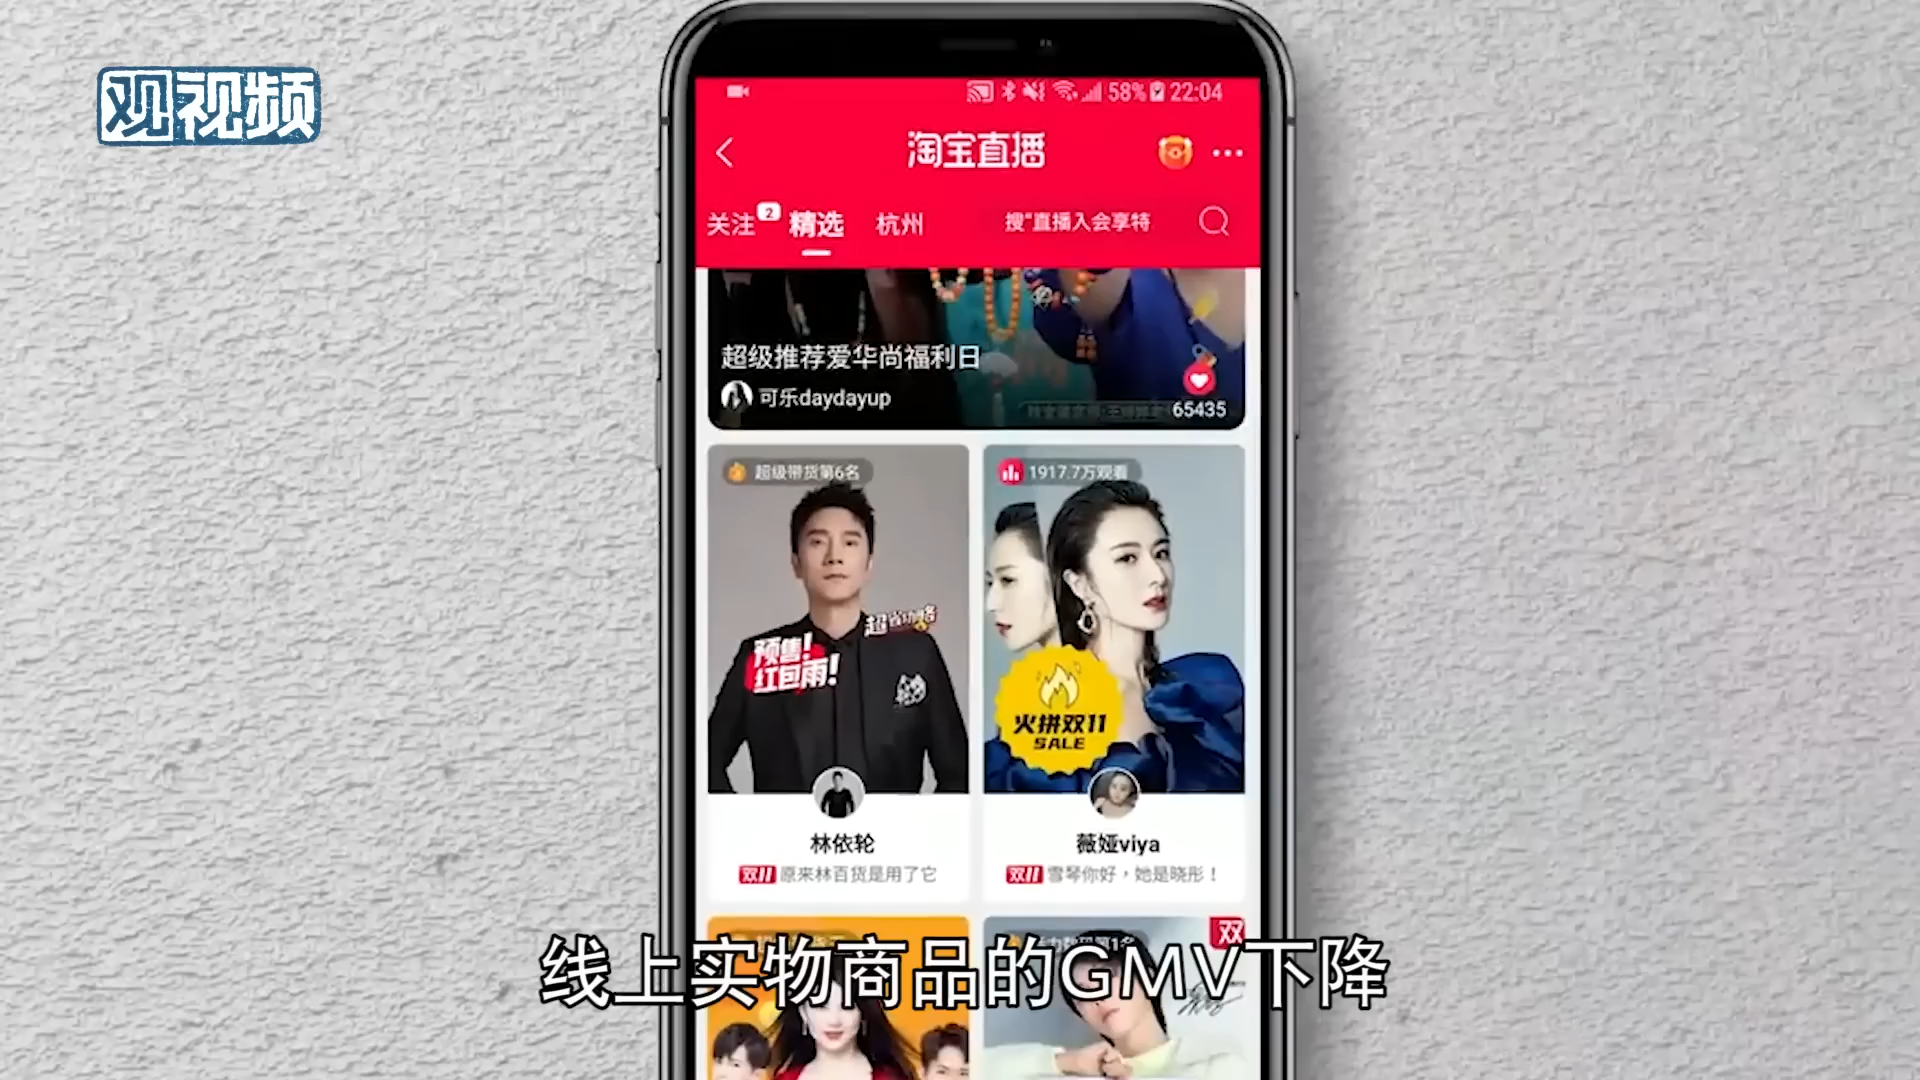 观视频
58% 22:04
淘宝直播
关注 2 精选 杭州 搜“直播入会享特
超级推荐爱华尚福利日
可乐daydayup
65435
超级带货第6名
1917.7万观看
超省攻略
预售!
红包雨!
火拼双11
SALE
林依轮
薇娅viya
双11 原来林百货是用了它
双11 雪琴你好，她是晓彤！
双
线上实物商品的GMV下降